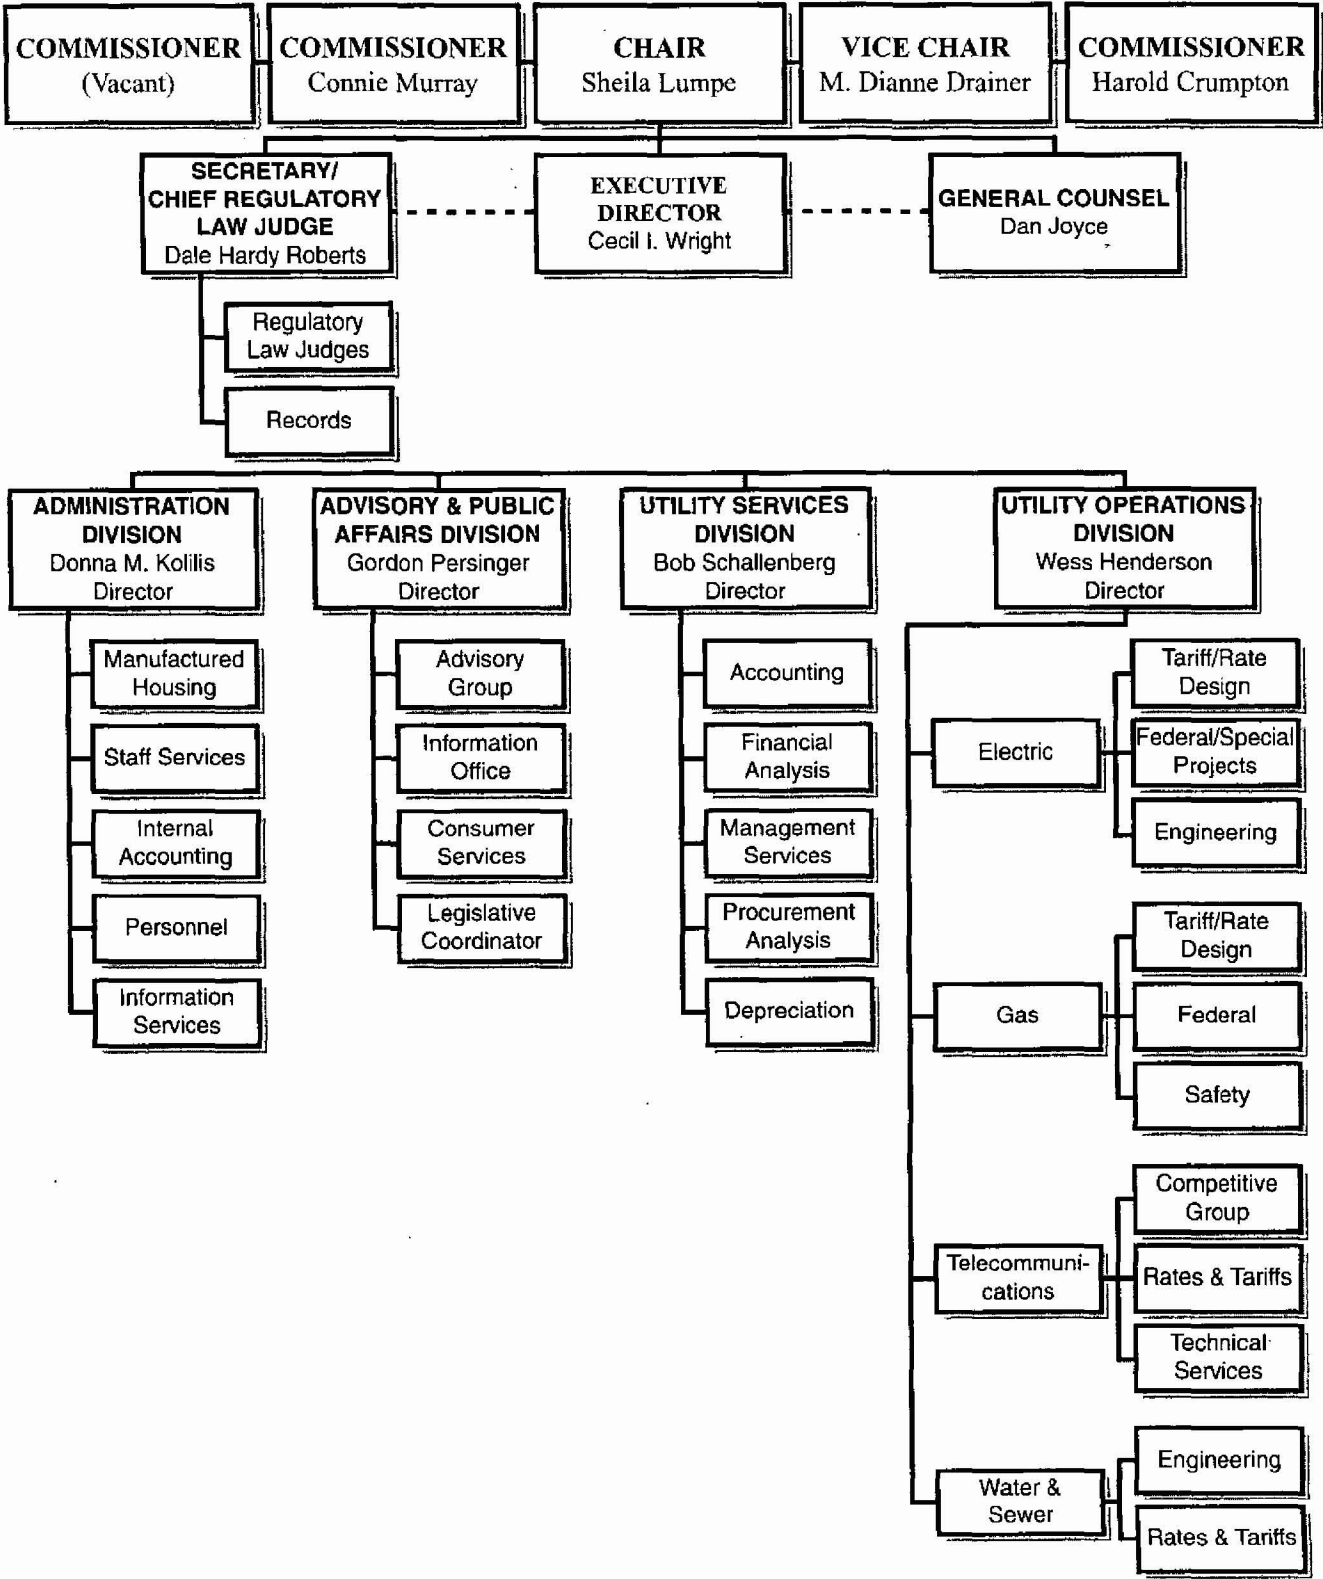 COMMISSIONER
(Vacant)
COMMISSIONER
Connie Murray
CHAIR
Sheila Lumpe
VICE CHAIR
M. Dianne Drainer
COMMISSIONER
Harold Crumpton
SECRETARY/
CHIEF REGULATORY
LAW JUDGE
Dale Hardy Roberts
EXECUTIVE
DIRECTOR
Cecil I. Wright
GENERAL COUNSEL
Dan Joyce
Regulatory
Law Judges
Records
ADMINISTRATION
DIVISION
Donna M. Kolilis
Director
Manufactured
Housing
Staff Services
Internal
Accounting
Personnel
Information
Services
ADVISORY & PUBLIC
AFFAIRS DIVISION
Gordon Persinger
Director
Advisory
Group
Information
Office
Consumer
Services
Legislative
Coordinator
UTILITY SERVICES
DIVISION
Bob Schallenberg
Director
Accounting
Financial
Analysis
Management
Services
Procurement
Analysis
Depreciation
UTILITY OPERATIONS
DIVISION
Wess Henderson
Director
Electric
Tariff/Rate
Design
Federal/Special
Projects
Engineering
Gas
Tariff/Rate
Design
Federal
Safety
Telecommuni-
cations
Competitive
Group
Rates & Tariffs
Technical
Services
Water &
Sewer
Engineering
Rates & Tariffs